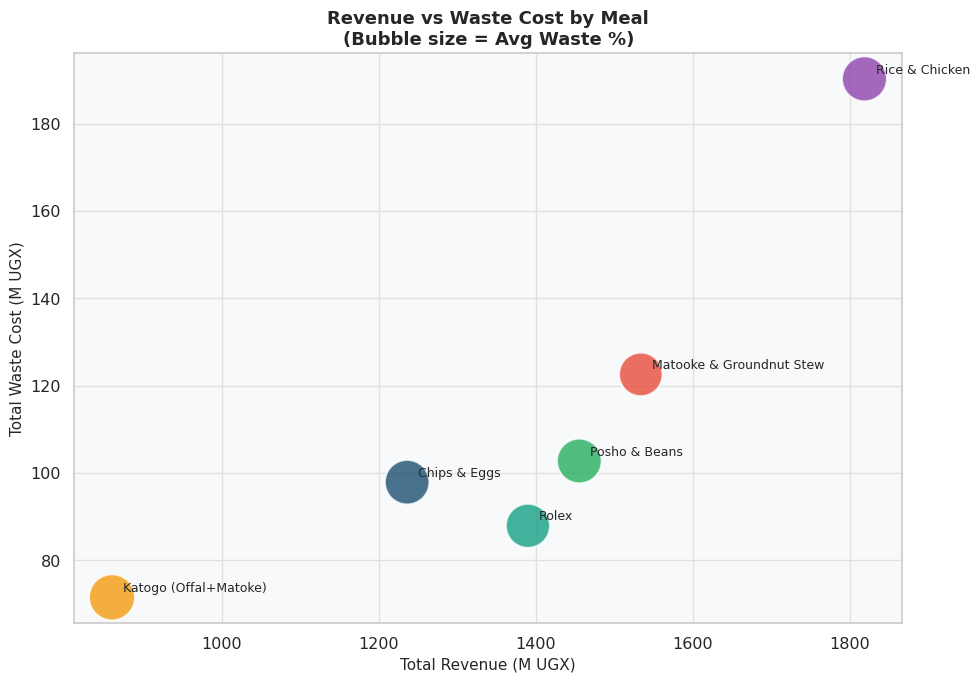 Revenue vs Waste Cost by Meal
(Bubble size = Avg Waste %)
Rice & Chicken
180
160
140
120
100
80
Total Waste Cost (M UGX)
Matooke & Groundnut Stew
Posho & Beans
Chips & Eggs
Rolex
Katogo (Offal+Matoke)
1000
1200
1400
1600
1800
Total Revenue (M UGX)